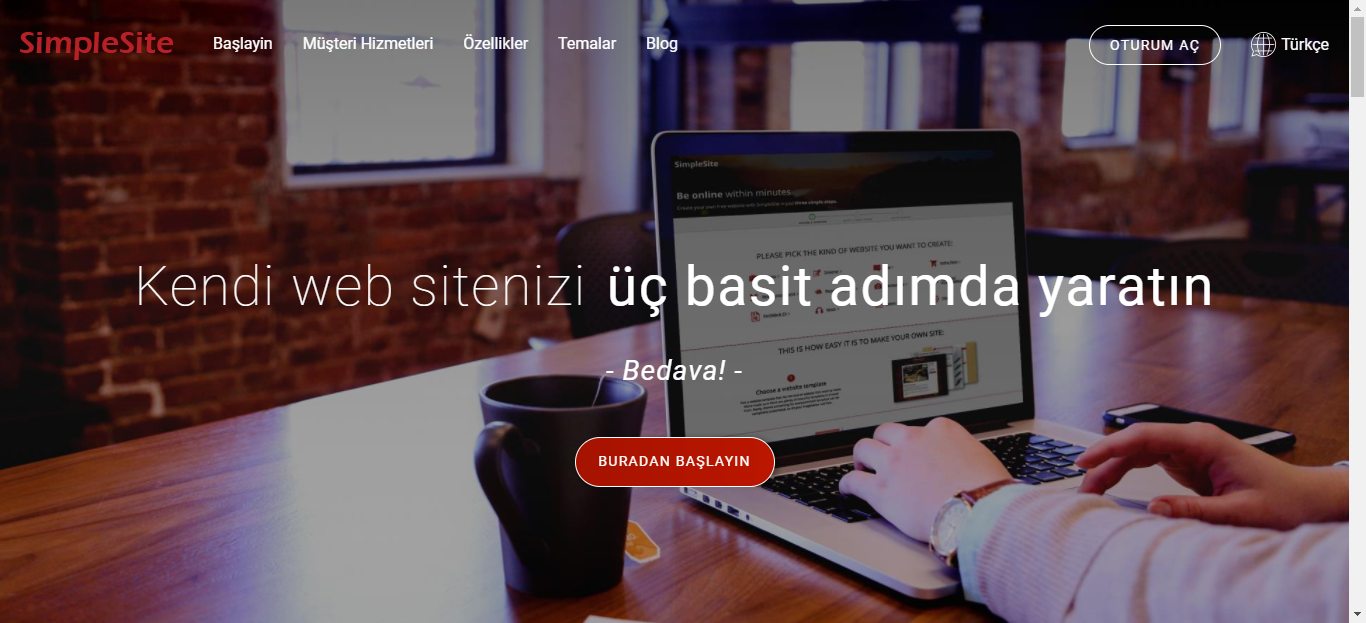 SimpleSite
Başlayın
Müşteri Hizmetleri
Özellikler
Temalar
Blog
OTURUM AÇ
Türkçe
SimpleSite
Be online within minutes
PLEASE PICK THE KIND OF WEBSITE YOU WANT TO CREATE:
Kendi web sitenizi üç basit adımda yaratın
THIS IS HOW EASY IT IS TO MAKE YOUR OWN SITE:
- Bedava! -
Choose a website template
BURADAN BAŞLAYIN